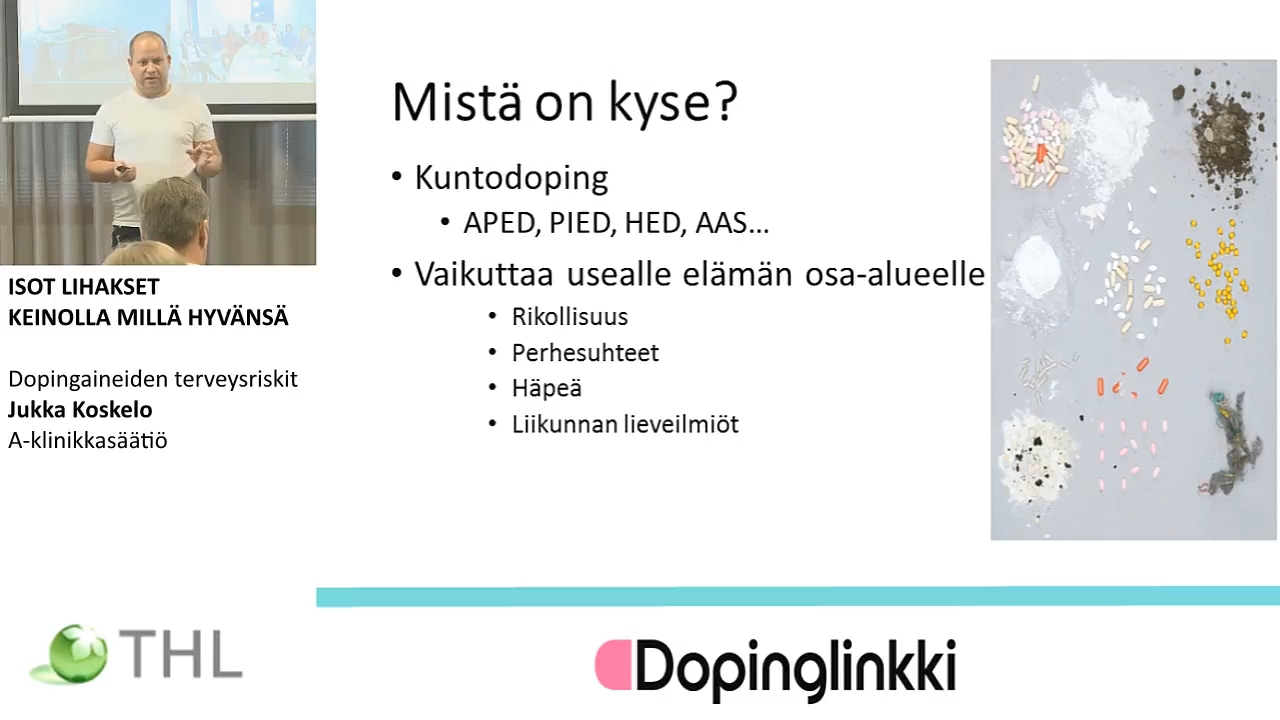 ISOT LIHAKSET
KEINOLLA MILLÄ HYVÄNSÄ
Dopingaineiden terveysriskit
Jukka Koskelo
A-klinikkasäätiö
THL
Mistä on kyse?
• Kuntodoping
• APED, PIED, HED, AAS...
• Vaikuttaa usealle elämän osa-alueelle
• Rikollisuus
• Perhesuhteet
• Häpeä
• Liikunnan lieveilmiöt
Dopinglinkki